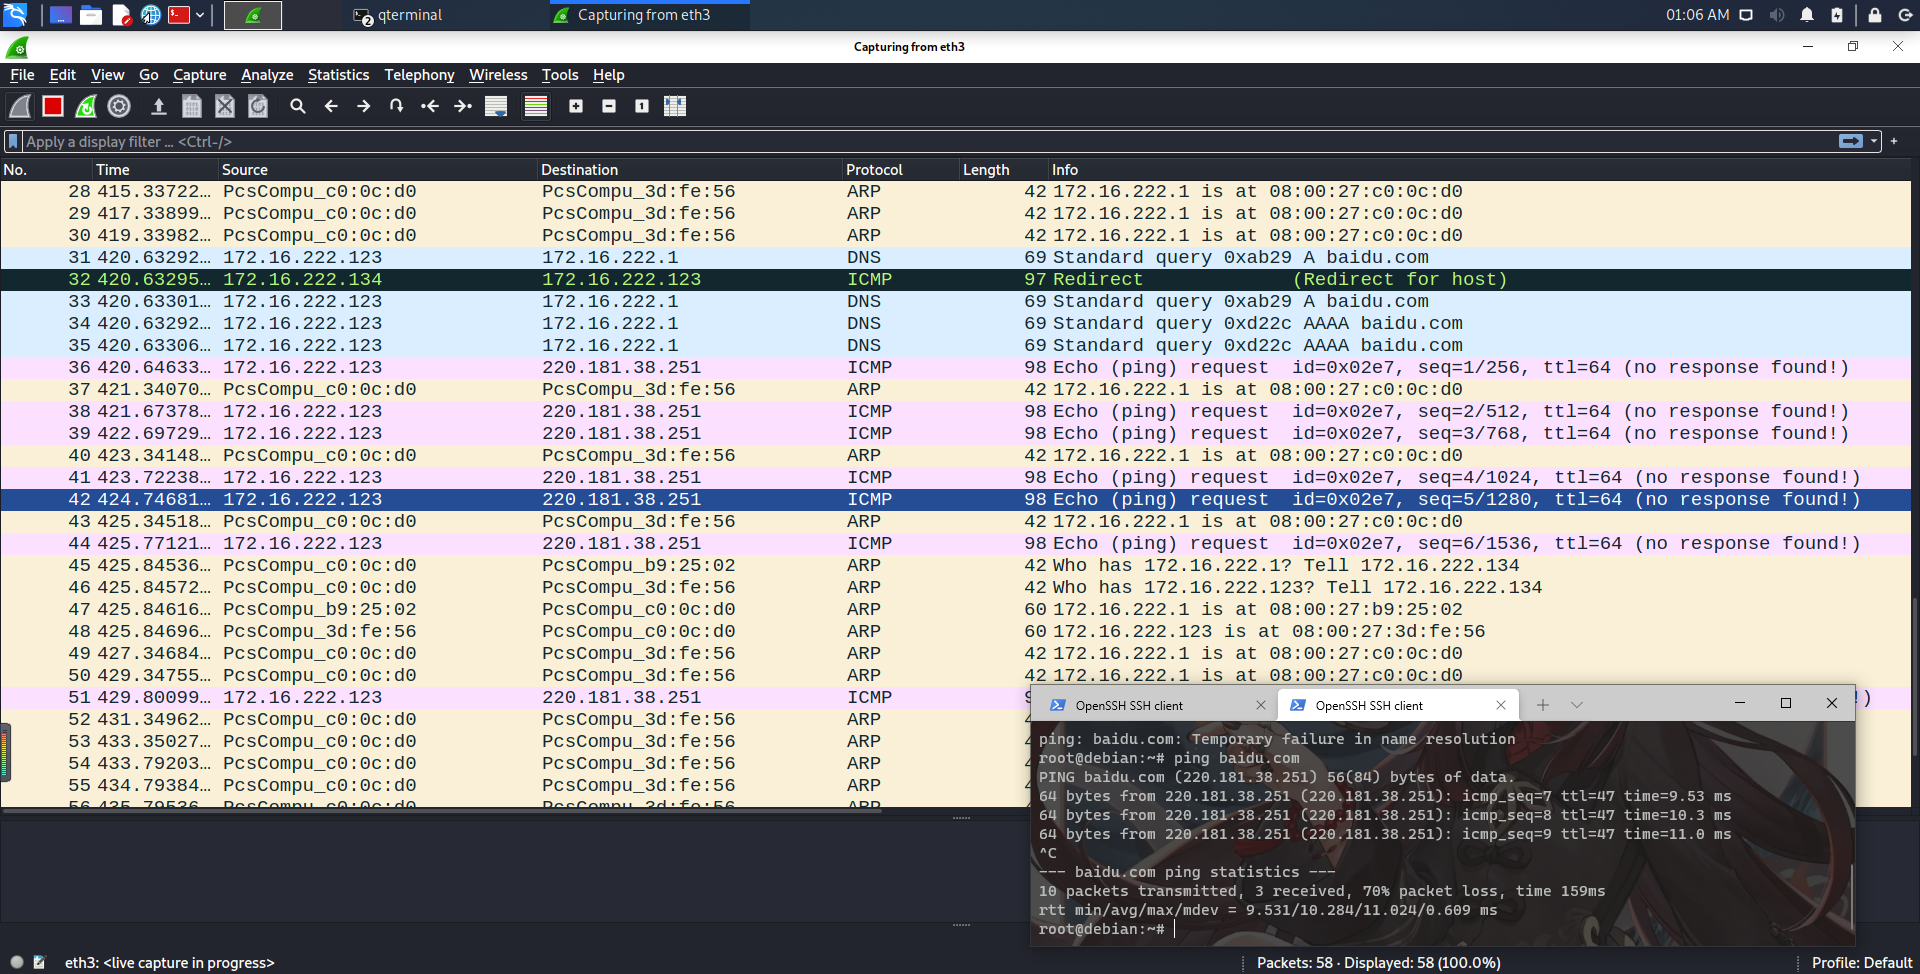 2 qterminal
Capturing from eth3
01:06 AM
Capturing from eth3
File Edit View Go Capture Analyze Statistics Telephony Wireless Tools Help
Apply a display filter … <Ctrl-/>
No. Time Source Destination Protocol Length Info
28 415.33722… PcsCompu_c0:0c:d0 PcsCompu_3d:fe:56 ARP 42 172.16.222.1 is at 08:00:27:c0:0c:d0
29 417.33899… PcsCompu_c0:0c:d0 PcsCompu_3d:fe:56 ARP 42 172.16.222.1 is at 08:00:27:c0:0c:d0
30 419.33982… PcsCompu_c0:0c:d0 PcsCompu_3d:fe:56 ARP 42 172.16.222.1 is at 08:00:27:c0:0c:d0
31 420.63292… 172.16.222.123 172.16.222.1 DNS 69 Standard query 0xab29 A baidu.com
32 420.63295… 172.16.222.134 172.16.222.123 ICMP 97 Redirect (Redirect for host)
33 420.63301… 172.16.222.123 172.16.222.1 DNS 69 Standard query 0xab29 A baidu.com
34 420.63292… 172.16.222.123 172.16.222.1 DNS 69 Standard query 0xd22c AAAA baidu.com
35 420.63306… 172.16.222.123 172.16.222.1 DNS 69 Standard query 0xd22c AAAA baidu.com
36 420.64633… 172.16.222.123 220.181.38.251 ICMP 98 Echo (ping) request id=0x02e7, seq=1/256, ttl=64 (no response found!)
37 421.34070… PcsCompu_c0:0c:d0 PcsCompu_3d:fe:56 ARP 42 172.16.222.1 is at 08:00:27:c0:0c:d0
38 421.67378… 172.16.222.123 220.181.38.251 ICMP 98 Echo (ping) request id=0x02e7, seq=2/512, ttl=64 (no response found!)
39 422.69729… 172.16.222.123 220.181.38.251 ICMP 98 Echo (ping) request id=0x02e7, seq=3/768, ttl=64 (no response found!)
40 423.34148… PcsCompu_c0:0c:d0 PcsCompu_3d:fe:56 ARP 42 172.16.222.1 is at 08:00:27:c0:0c:d0
41 423.72238… 172.16.222.123 220.181.38.251 ICMP 98 Echo (ping) request id=0x02e7, seq=4/1024, ttl=64 (no response found!)
42 424.74681… 172.16.222.123 220.181.38.251 ICMP 98 Echo (ping) request id=0x02e7, seq=5/1280, ttl=64 (no response found!)
43 425.34518… PcsCompu_c0:0c:d0 PcsCompu_3d:fe:56 ARP 42 172.16.222.1 is at 08:00:27:c0:0c:d0
44 425.77121… 172.16.222.123 220.181.38.251 ICMP 98 Echo (ping) request id=0x02e7, seq=6/1536, ttl=64 (no response found!)
45 425.84536… PcsCompu_c0:0c:d0 PcsCompu_b9:25:02 ARP 42 Who has 172.16.222.1? Tell 172.16.222.134
46 425.84572… PcsCompu_c0:0c:d0 PcsCompu_3d:fe:56 ARP 42 Who has 172.16.222.123? Tell 172.16.222.134
47 425.84616… PcsCompu_b9:25:02 PcsCompu_c0:0c:d0 ARP 60 172.16.222.1 is at 08:00:27:b9:25:02
48 425.84696… PcsCompu_3d:fe:56 PcsCompu_c0:0c:d0 ARP 60 172.16.222.123 is at 08:00:27:3d:fe:56
49 427.34684… PcsCompu_c0:0c:d0 PcsCompu_3d:fe:56 ARP 42 172.16.222.1 is at 08:00:27:c0:0c:d0
50 429.34755… PcsCompu_c0:0c:d0 PcsCompu_3d:fe:56 ARP 42 172.16.222.1 is at 08:00:27:c0:0c:d0
51 429.80099… 172.16.222.123 220.181.38.251 ICMP
52 431.34962… PcsCompu_c0:0c:d0 PcsCompu_3d:fe:56 ARP
53 433.35027… PcsCompu_c0:0c:d0 PcsCompu_3d:fe:56 ARP
54 433.79203… PcsCompu_c0:0c:d0 PcsCompu_3d:fe:56 ARP
55 434.79384… PcsCompu_c0:0c:d0 PcsCompu_3d:fe:56 ARP
56 435.79536… PcsCompu_c0:0c:d0 PcsCompu_3d:fe:56 ARP
OpenSSH SSH client
OpenSSH SSH client
ping: baidu.com: Temporary failure in name resolution
root@debian:~# ping baidu.com
PING baidu.com (220.181.38.251) 56(84) bytes of data.
64 bytes from 220.181.38.251 (220.181.38.251): icmp_seq=7 ttl=47 time=9.53 ms
64 bytes from 220.181.38.251 (220.181.38.251): icmp_seq=8 ttl=47 time=10.3 ms
64 bytes from 220.181.38.251 (220.181.38.251): icmp_seq=9 ttl=47 time=11.0 ms
^C
--- baidu.com ping statistics ---
10 packets transmitted, 3 received, 70% packet loss, time 159ms
rtt min/avg/max/mdev = 9.531/10.284/11.024/0.609 ms
root@debian:~#
eth3: <live capture in progress>
Packets: 58 · Displayed: 58 (100.0%)
Profile: Default